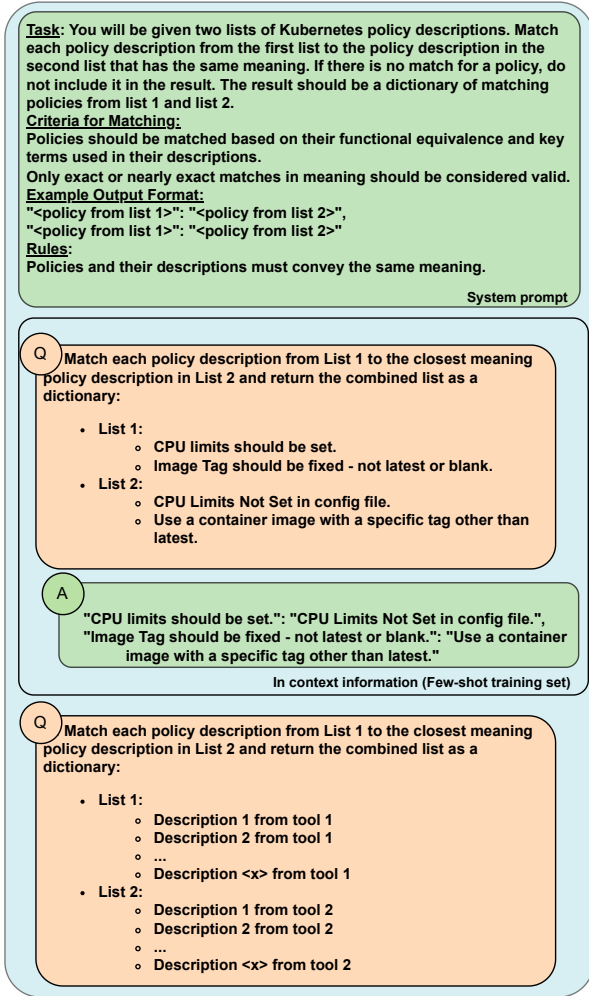 Task: You will be given two lists of Kubernetes policy descriptions. Match
each policy description from the first list to the policy description in the
second list that has the same meaning. If there is no match for a policy, do
not include it in the result. The result should be a dictionary of matching
policies from list 1 and list 2.
Criteria for Matching:
Policies should be matched based on their functional equivalence and key
terms used in their descriptions.
Only exact or nearly exact matches in meaning should be considered valid.
Example Output Format:
"<policy from list 1>": "<policy from list 2>",
"<policy from list 1>": "<policy from list 2>"
Rules:
Policies and their descriptions must convey the same meaning.
System prompt
Q
Match each policy description from List 1 to the closest meaning
policy description in List 2 and return the combined list as a
dictionary:
• List 1:
◦ CPU limits should be set.
◦ Image Tag should be fixed - not latest or blank.
• List 2:
◦ CPU Limits Not Set in config file.
◦ Use a container image with a specific tag other than
latest.
A
"CPU limits should be set.": "CPU Limits Not Set in config file.",
"Image Tag should be fixed - not latest or blank.": "Use a container
image with a specific tag other than latest."
In context information (Few-shot training set)
Q
Match each policy description from List 1 to the closest meaning
policy description in List 2 and return the combined list as a
dictionary:
• List 1:
◦ Description 1 from tool 1
◦ Description 2 from tool 1
◦ ...
◦ Description <x> from tool 1
• List 2:
◦ Description 1 from tool 2
◦ Description 2 from tool 2
◦ ...
◦ Description <x> from tool 2